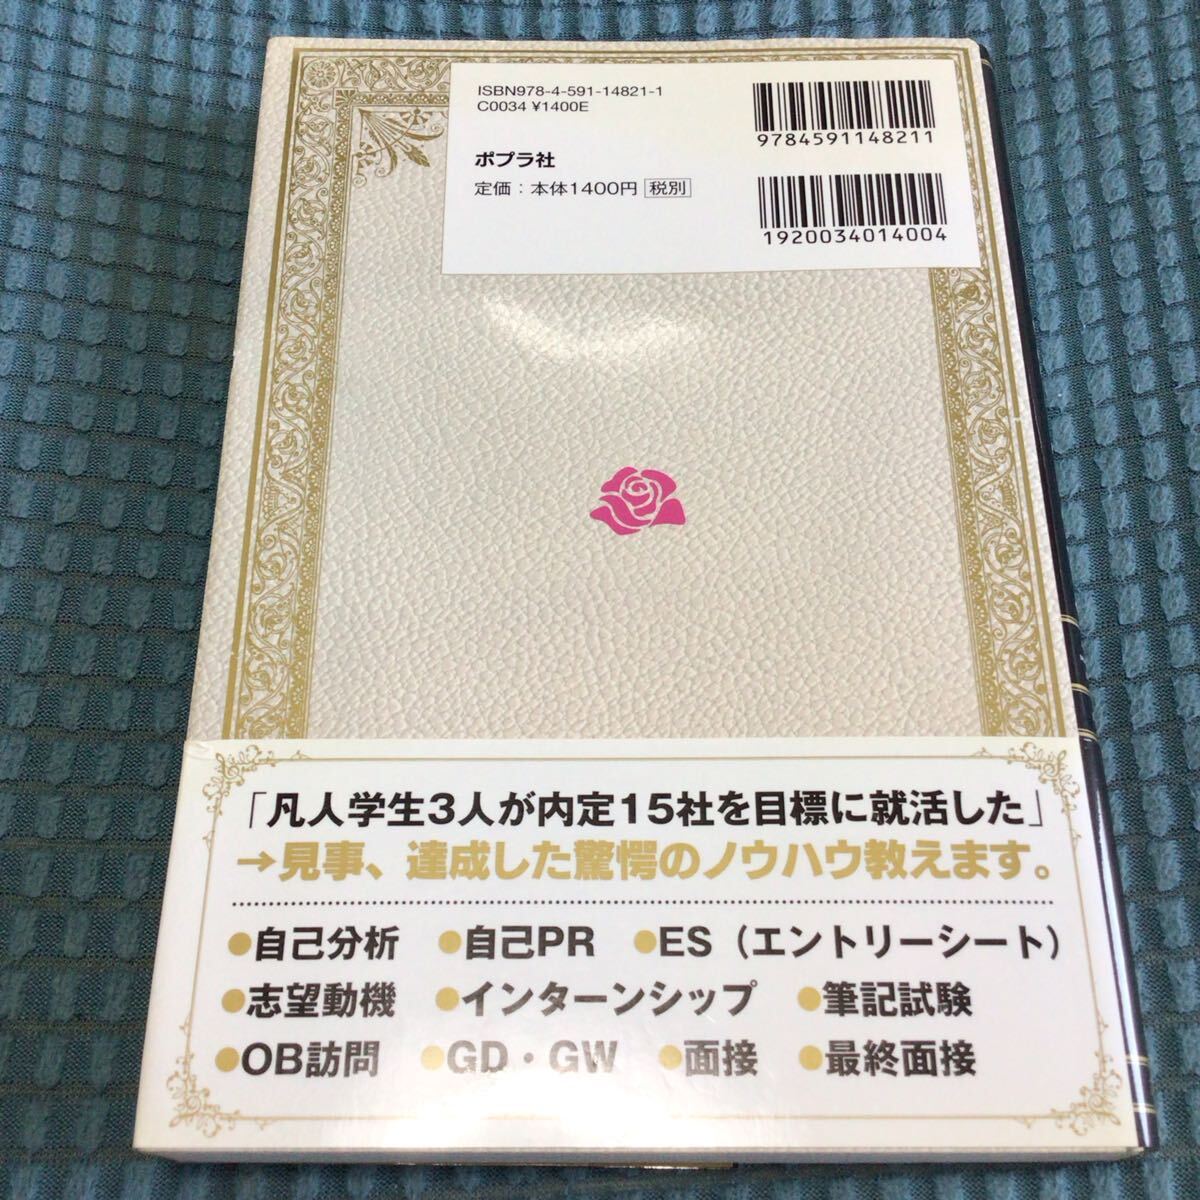 ISBN978-4-591-14821-1
C0034 ¥1400E
ポプラ社
定価：本体1400円 税別
9784591148211
1920034014004
「凡人学生3人が内定15社を目標に就活した」
→見事、達成した驚愕のノウハウ教えます。
●自己分析 ●自己PR ●ES（エントリーシート）
●志望動機 ●インターンシップ ●筆記試験
●OB訪問 ●GD・GW ●面接 ●最終面接